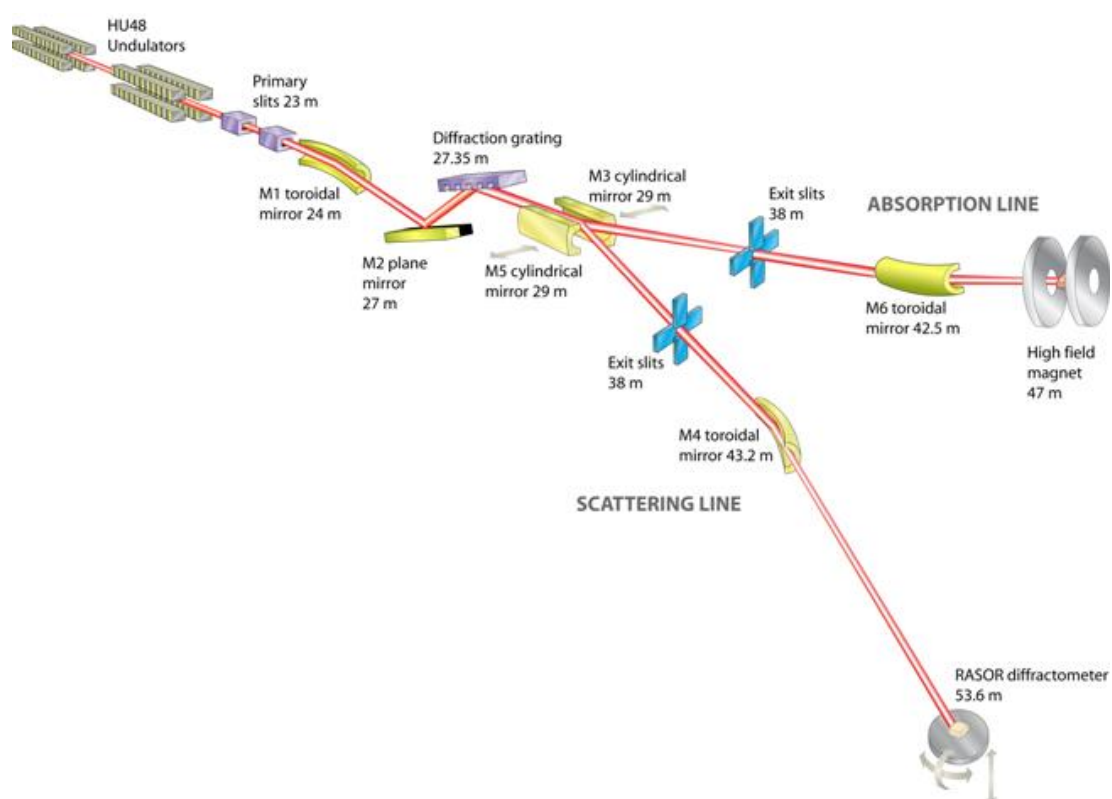 HU48
Undulators
Primary
slits 23 m
M1 toroidal
mirror 24 m
Diffraction grating
27.35 m
M2 plane
mirror
27 m
M3 cylindrical
mirror 29 m
M5 cylindrical
mirror 29 m
Exit slits
38 m
ABSORPTION LINE
M6 toroidal
mirror 42.5 m
High field
magnet
47 m
Exit slits
38 m
M4 toroidal
mirror 43.2 m
SCATTERING LINE
RASOR diffractometer
53.6 m